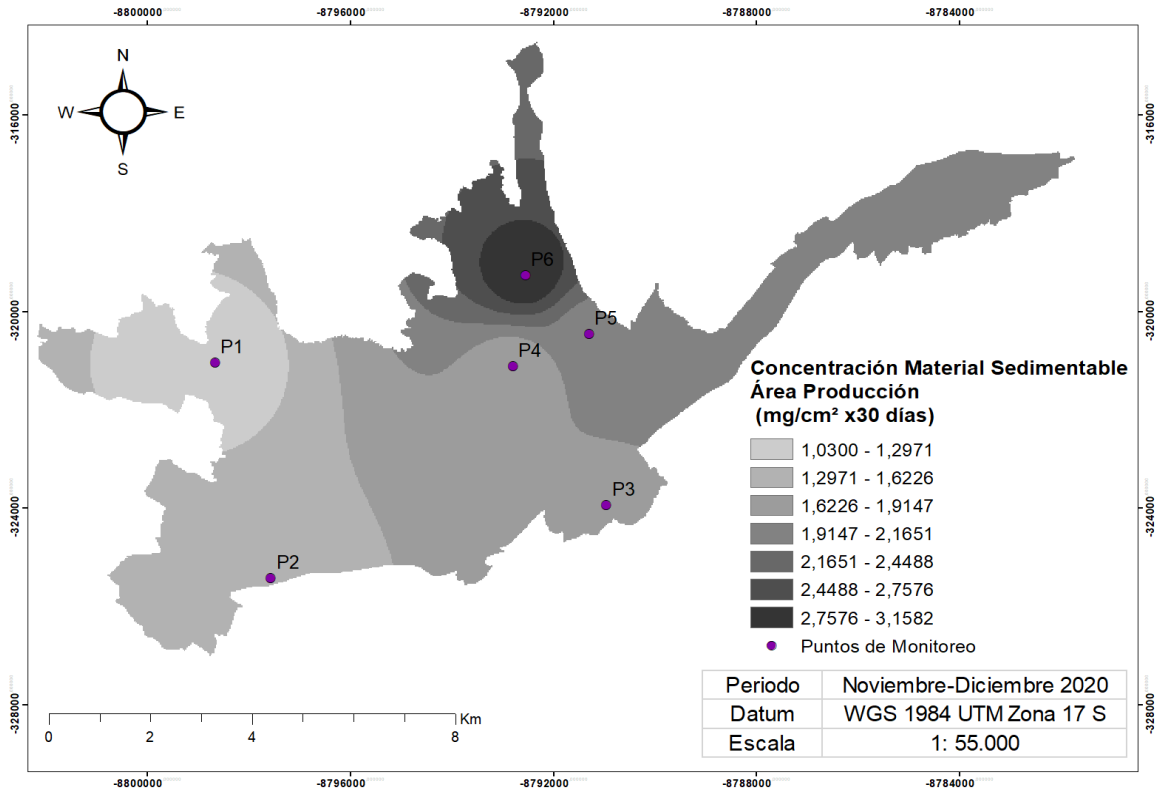 -8800000 -8796000 -8792000 -8788000 -8784000
N
W E
S
-316000 -316000
P6
-320000 -320000
P5
P1
P4
Concentración Material Sedimentable
Área Producción
(mg/cm² x30 días)
1,0300 - 1,2971
1,2971 - 1,6226
1,6226 - 1,9147
1,9147 - 2,1651
2,1651 - 2,4488
2,4488 - 2,7576
2,7576 - 3,1582
Puntos de Monitoreo
P3
-324000 -324000
P2
Periodo Noviembre-Diciembre 2020
Datum WGS 1984 UTM Zona 17 S
Escala 1: 55.000
-328000 -328000
Km
0 2 4 8
-8800000 -8796000 -8792000 -8788000 -8784000